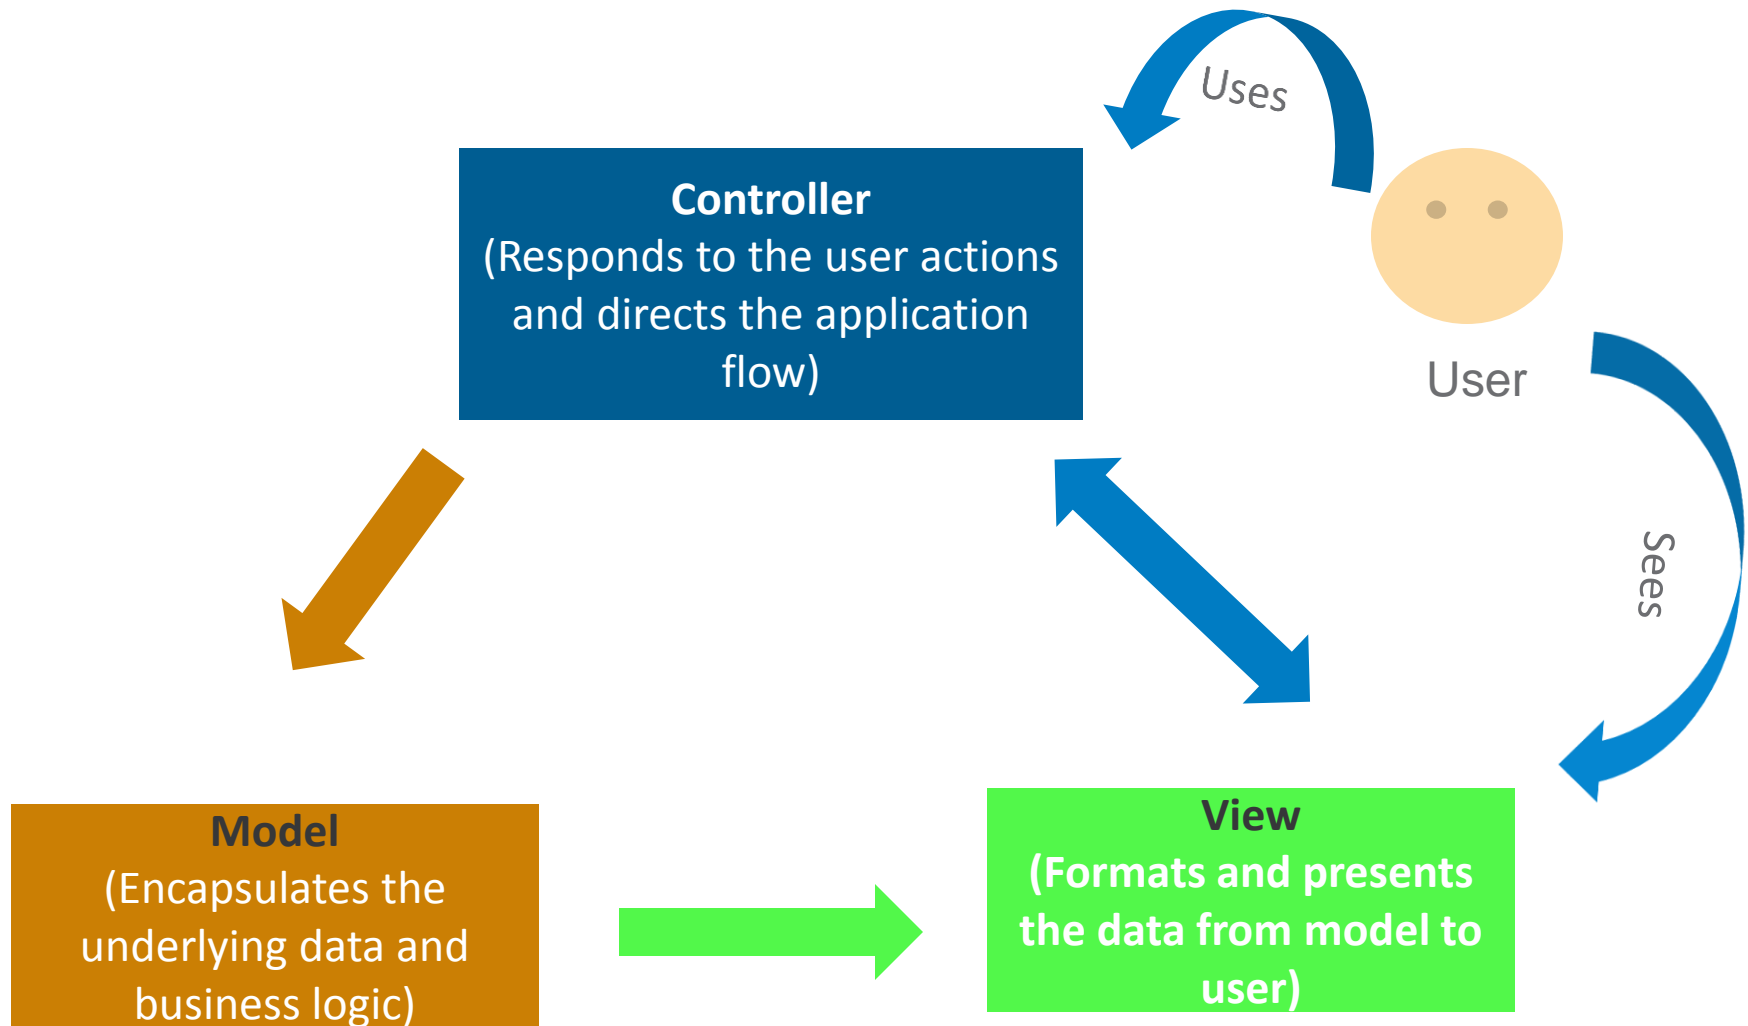 Uses
Controller
(Responds to the user actions
and directs the application
flow)
User
Sees
Model
(Encapsulates the
underlying data and
business logic)
View
(Formats and presents
the data from model to
user)